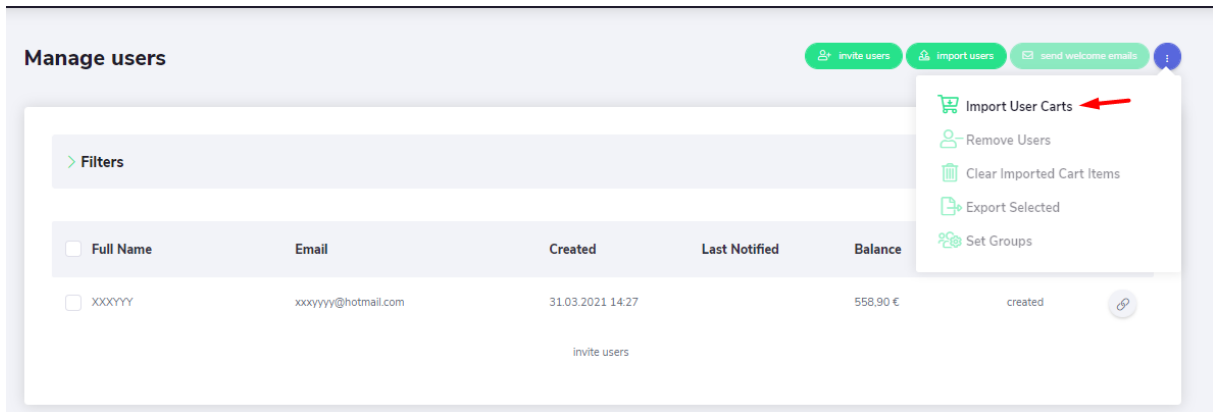 Manage users
invite users
import users
send welcome emails
Import User Carts
Remove Users
Clear Imported Cart Items
Export Selected
Set Groups
Filters
Full Name Email Created Last Notified Balance
XXXYYY xxxyyyy@hotmail.com 31.03.2021 14:27 558,90 € created
invite users